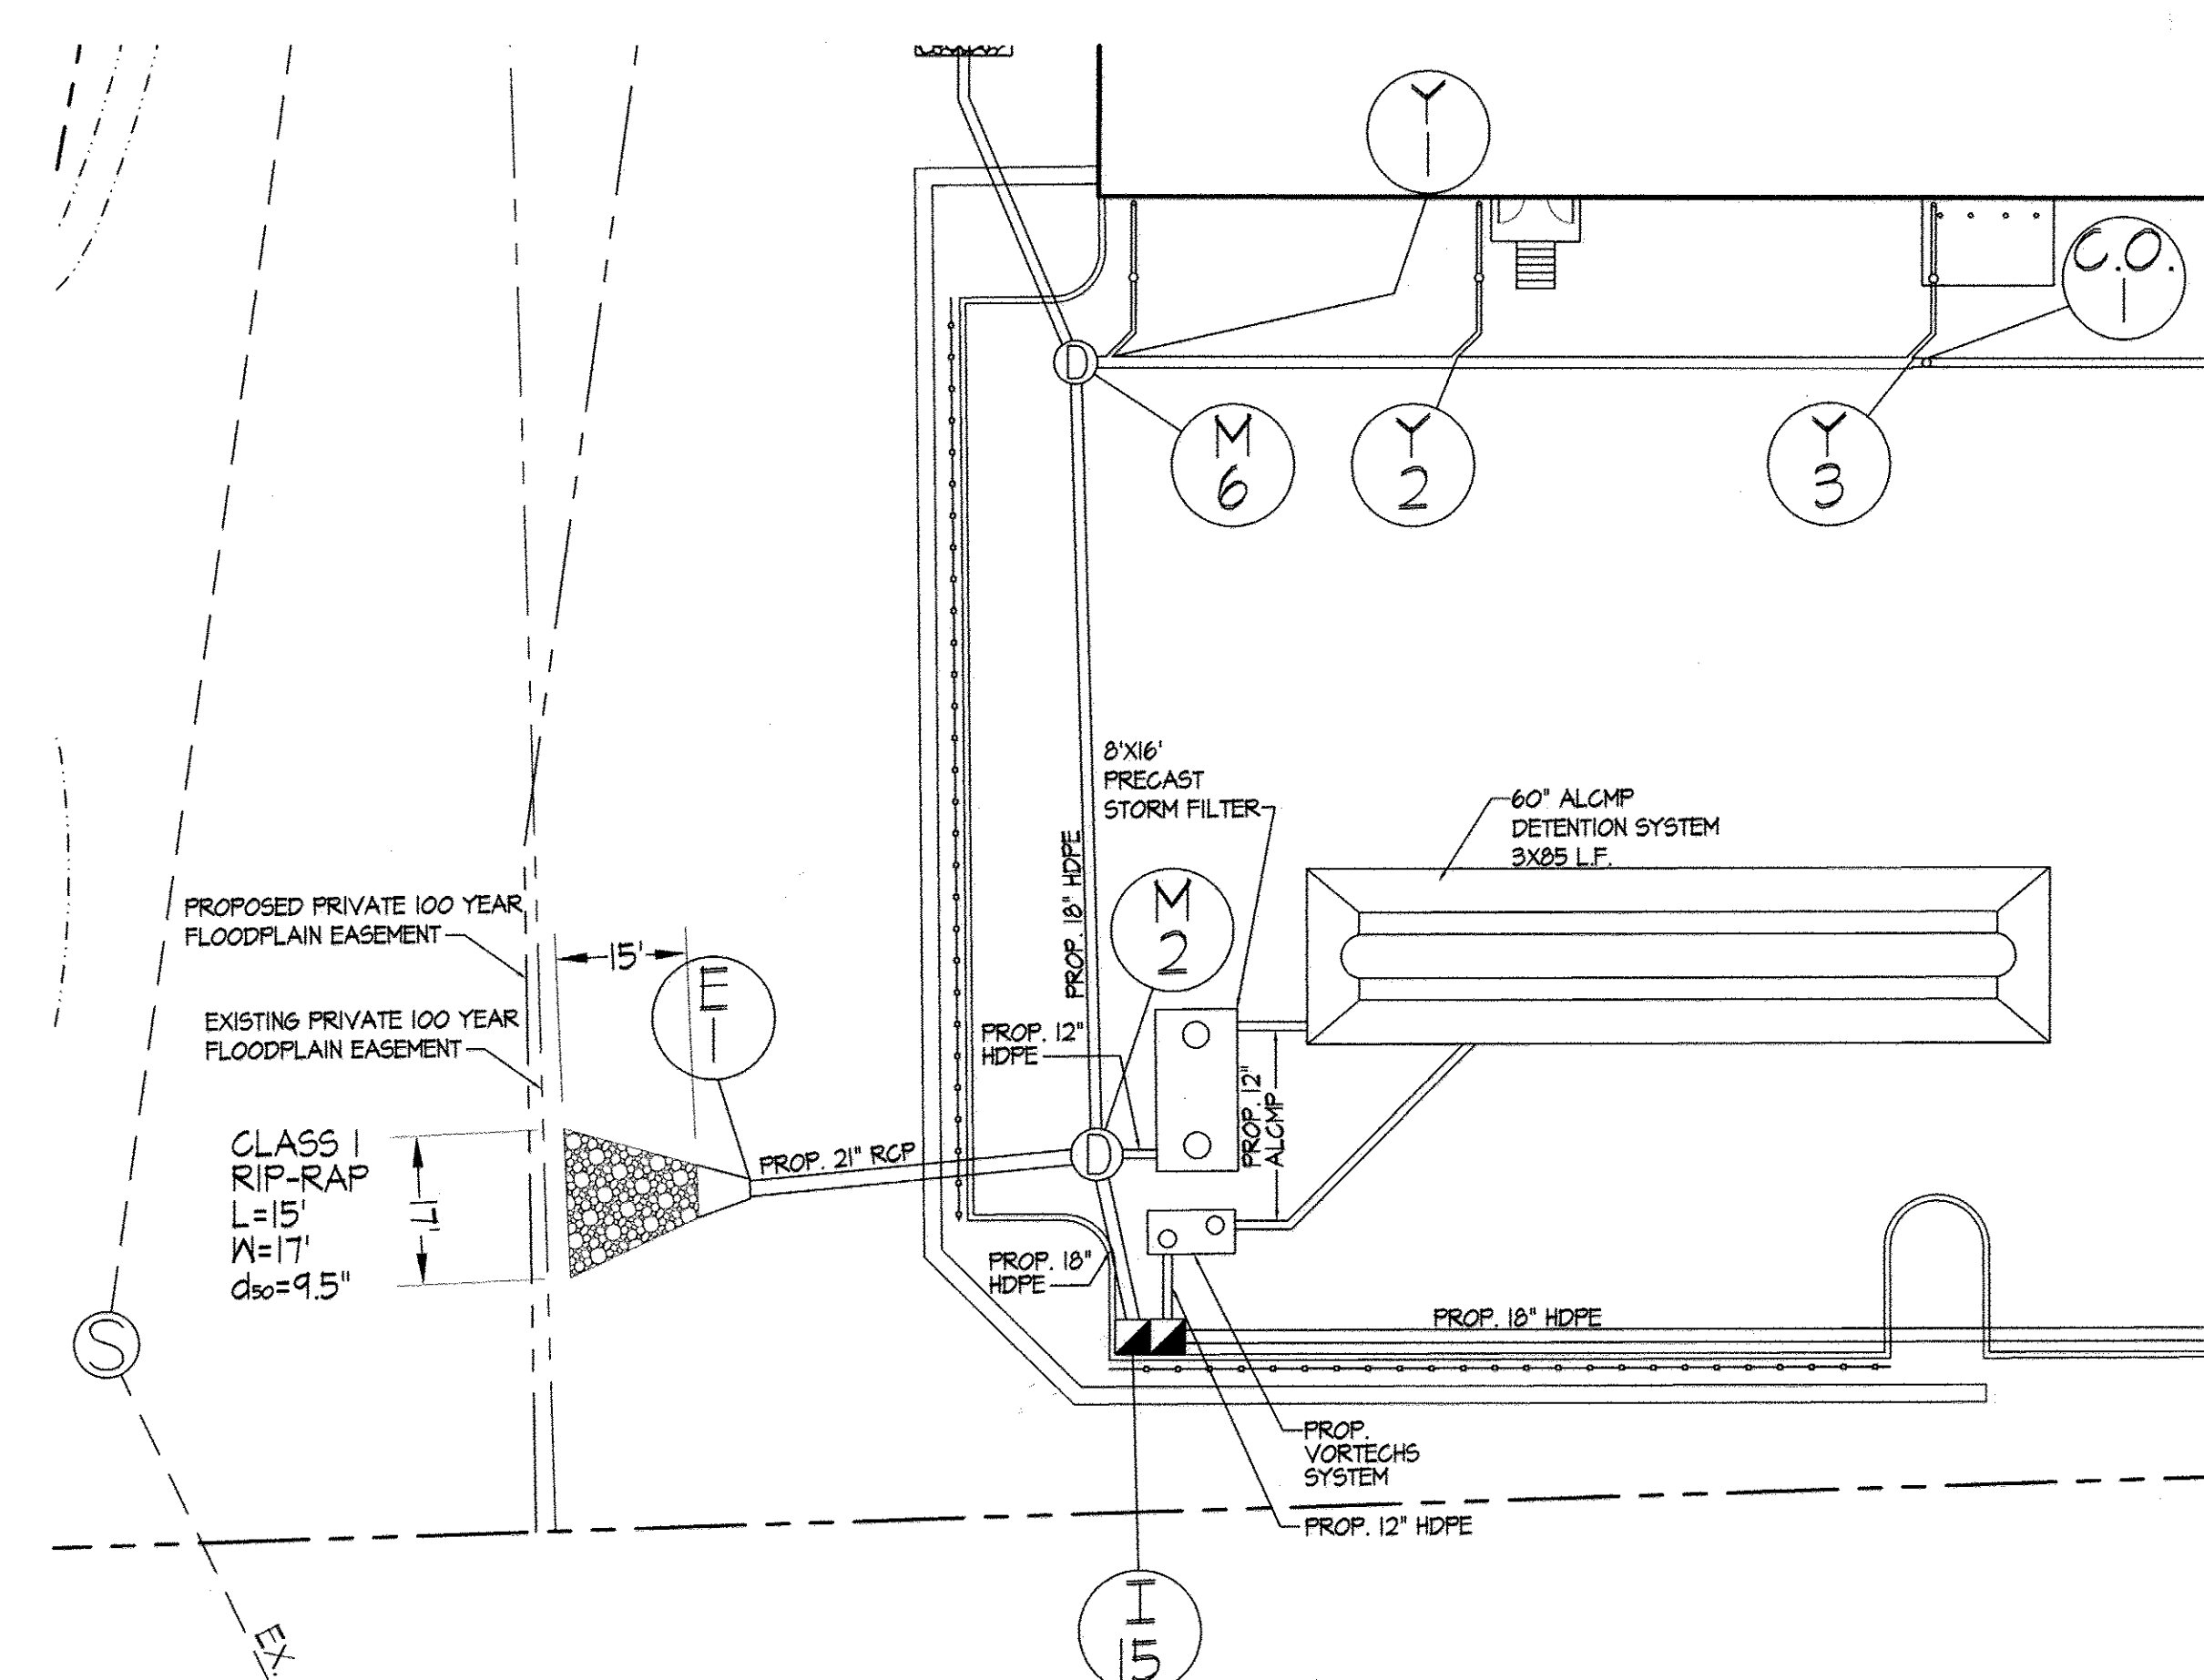 Y
1
C.O.
1
D
M
6
Y
2
Y
3
8'X16'
PRECAST
STORM FILTER
60" ALCMP
DETENTION SYSTEM
3X85 L.F.
PROP. 18" HDPE
M
2
PROPOSED PRIVATE 100 YEAR
FLOODPLAIN EASEMENT
15'
E
1
EXISTING PRIVATE 100 YEAR
FLOODPLAIN EASEMENT
PROP. 12"
HDPE
PROP. 12"
ALCMP
CLASS 1
RIP-RAP
L=15'
W=17'
d50=9.5"
17'
PROP. 21" RCP
D
PROP. 18"
HDPE
PROP. 18" HDPE
S
PROP.
VORTECHS
SYSTEM
PROP. 12" HDPE
I
15
EX.